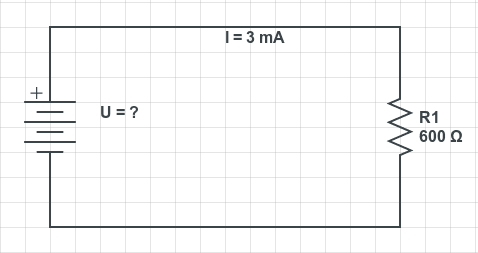 I = 3 mA
+
U = ?
R1
600 Ω